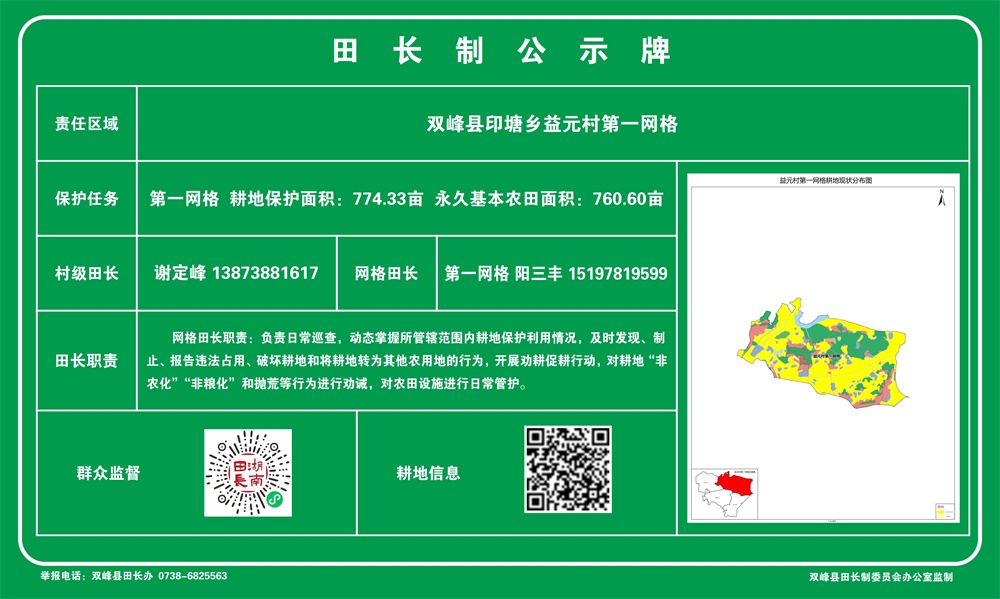 田长制公示牌
责任区域
双峰县印塘乡益元村第一网格
保护任务
第一网格 耕地保护面积：774.33亩 永久基本农田面积：760.60亩
村级田长
谢定峰 13873881617
网格田长
第一网格 阳三丰 15197819599
田长职责
网格田长职责：负责日常巡查，动态掌握所管辖范围内耕地保护利用情况，及时发现、制
止、报告违法占用、破坏耕地和将耕地转为其他农用地的行为，开展劝耕促耕行动，对耕地“非
农化”“非粮化”和抛荒等行为进行劝诫，对农田设施进行日常管护。
群众监督
湖南田長
耕地信息
益元村第一网格耕地现状分布图
N
益元村第一网格
举报电话：双峰县田长办 0738-6825563
双峰县田长制委员会办公室监制